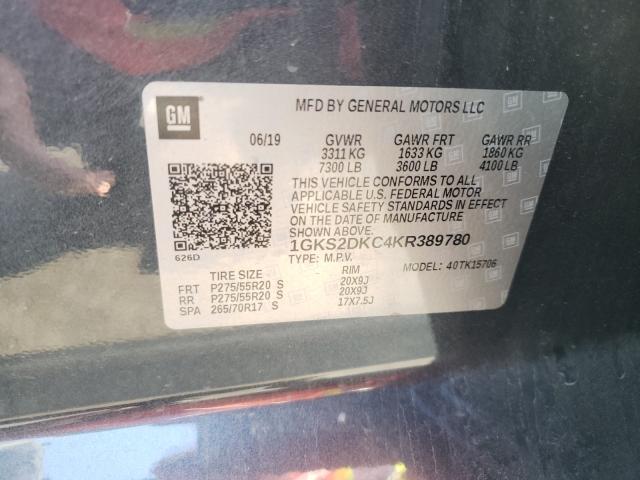 GM
MFD BY GENERAL MOTORS LLC
06/19 GVWR GAWR FRT GAWR RR
3311 KG 1633 KG 1860 KG
7300 LB 3600 LB 4100 LB
THIS VEHICLE CONFORMS TO ALL
APPLICABLE U.S. FEDERAL MOTOR
VEHICLE SAFETY STANDARDS IN EFFECT
ON THE DATE OF MANUFACTURE
SHOWN ABOVE.
1GKS2DKC4KR389780
626D
TYPE: M.P.V. MODEL: 40TK15706
TIRE SIZE RIM
FRT P275/55R20 S 20X9J
RR P275/55R20 S 20X9J
SPA 265/70R17 S 17X7.5J